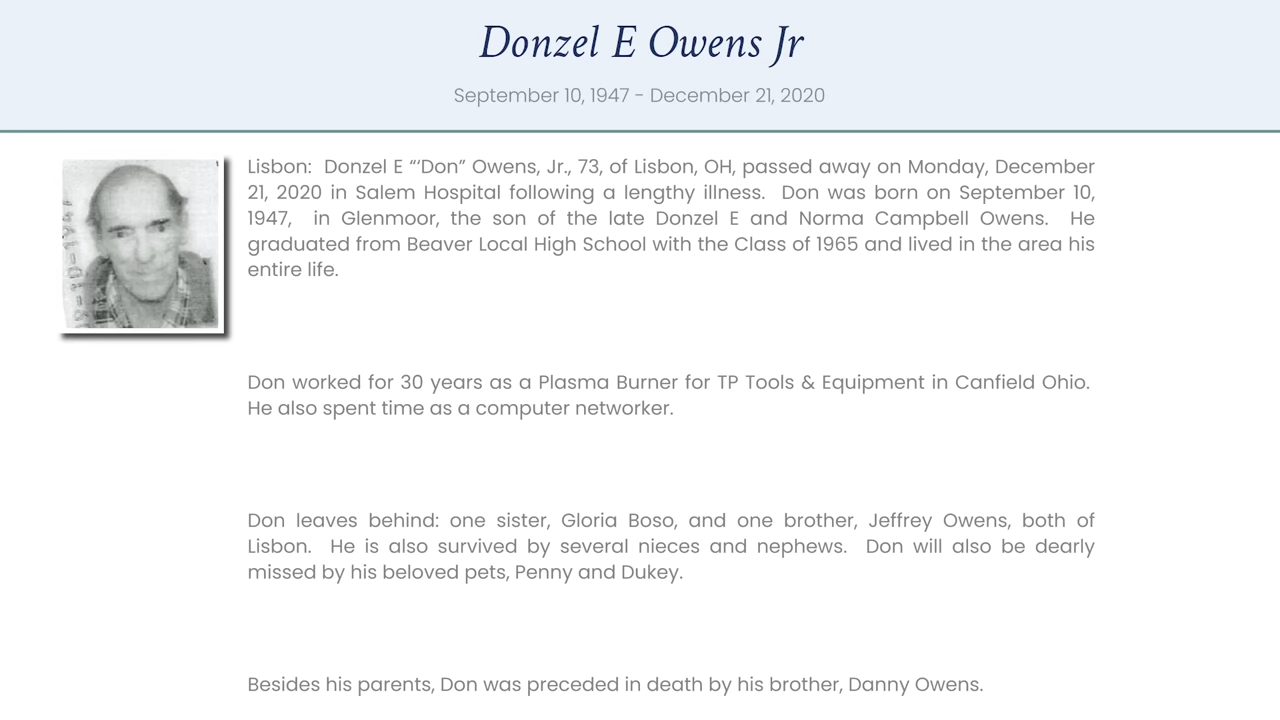 Donzel E Owens Jr
September 10, 1947 - December 21, 2020
Lisbon:  Donzel E “‘Don” Owens, Jr., 73, of Lisbon, OH, passed away on Monday, December
21, 2020 in Salem Hospital following a lengthy illness.  Don was born on September 10,
1947,  in Glenmoor, the son of the late Donzel E and Norma Campbell Owens.  He
graduated from Beaver Local High School with the Class of 1965 and lived in the area his
entire life.
Don worked for 30 years as a Plasma Burner for TP Tools & Equipment in Canfield Ohio.
He also spent time as a computer networker.
Don leaves behind: one sister, Gloria Boso, and one brother, Jeffrey Owens, both of
Lisbon.  He is also survived by several nieces and nephews.  Don will also be dearly
missed by his beloved pets, Penny and Dukey.
Besides his parents, Don was preceded in death by his brother, Danny Owens.